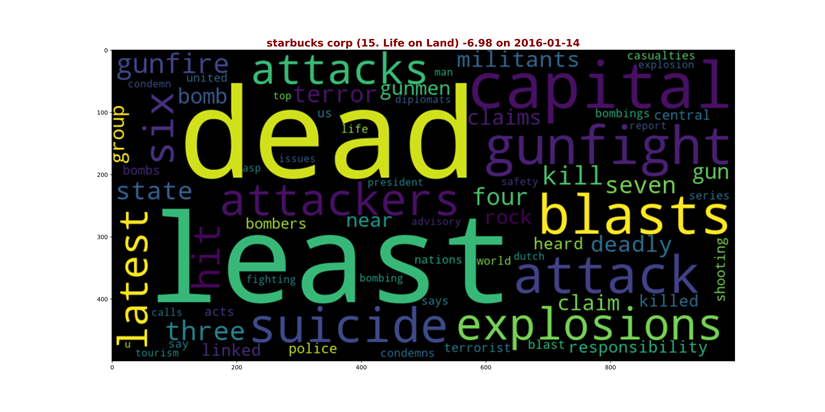 starbucks corp (15. Life on Land) -6.98 on 2016-01-14
0
100
200
300
400
0
200
400
600
800
gunfire
attacks
militants
casualties
explosion
condemn
united
man
gunmen
capital
bomb
top
terror
diplomats
six
dead
us
life
claims
bombings
central
report
group
gunfight
issues
bombs
asp
president
kill
seven
gun
safety
series
state
attackers
four
blasts
bombers
near
advisory
rock
hit
least
heard
deadly
latest
nations
world
dutch
shooting
fighting
bombing
attack
says
claim
killed
calls
acts
three
suicide
explosions
u
say
tourism
linked
police
condemns
terrorist
blast
responsibility